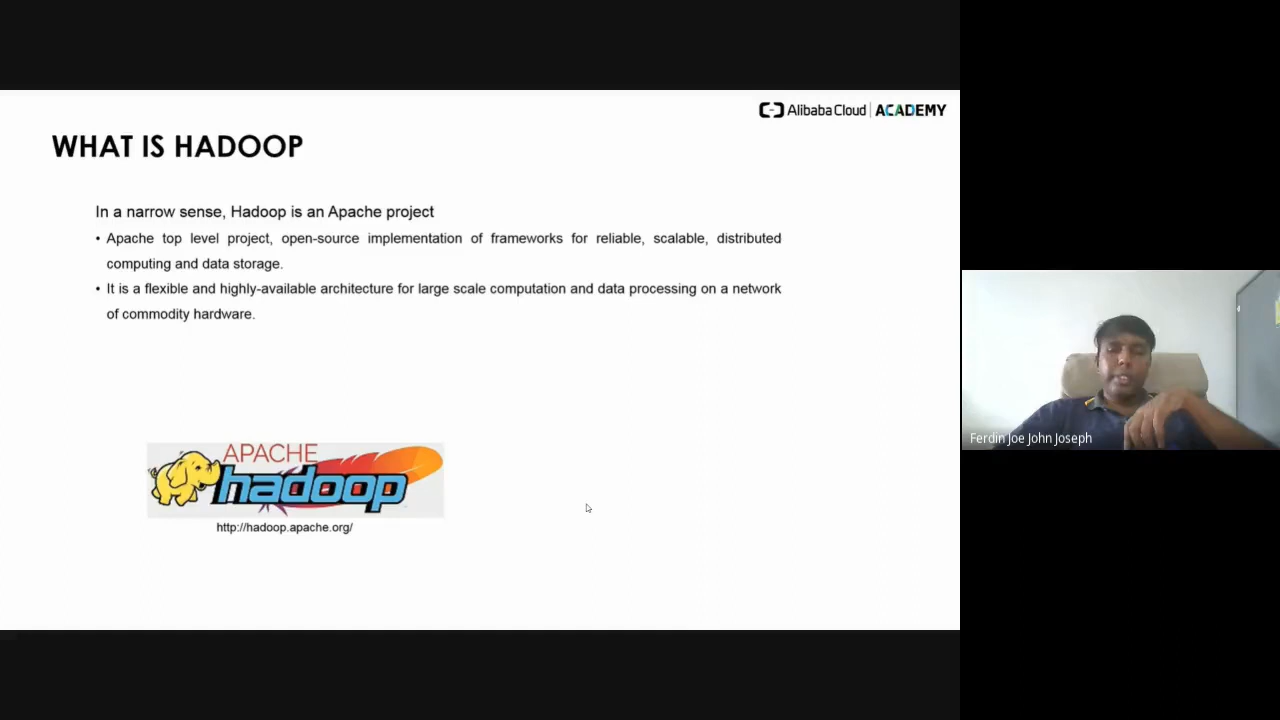 Alibaba Cloud | ACADEMY
WHAT IS HADOOP
In a narrow sense, Hadoop is an Apache project
• Apache top level project, open-source implementation of frameworks for reliable, scalable, distributed
computing and data storage.
• It is a flexible and highly-available architecture for large scale computation and data processing on a network
of commodity hardware.
APACHE
hadoop
http://hadoop.apache.org/
Ferdin Joe John Joseph